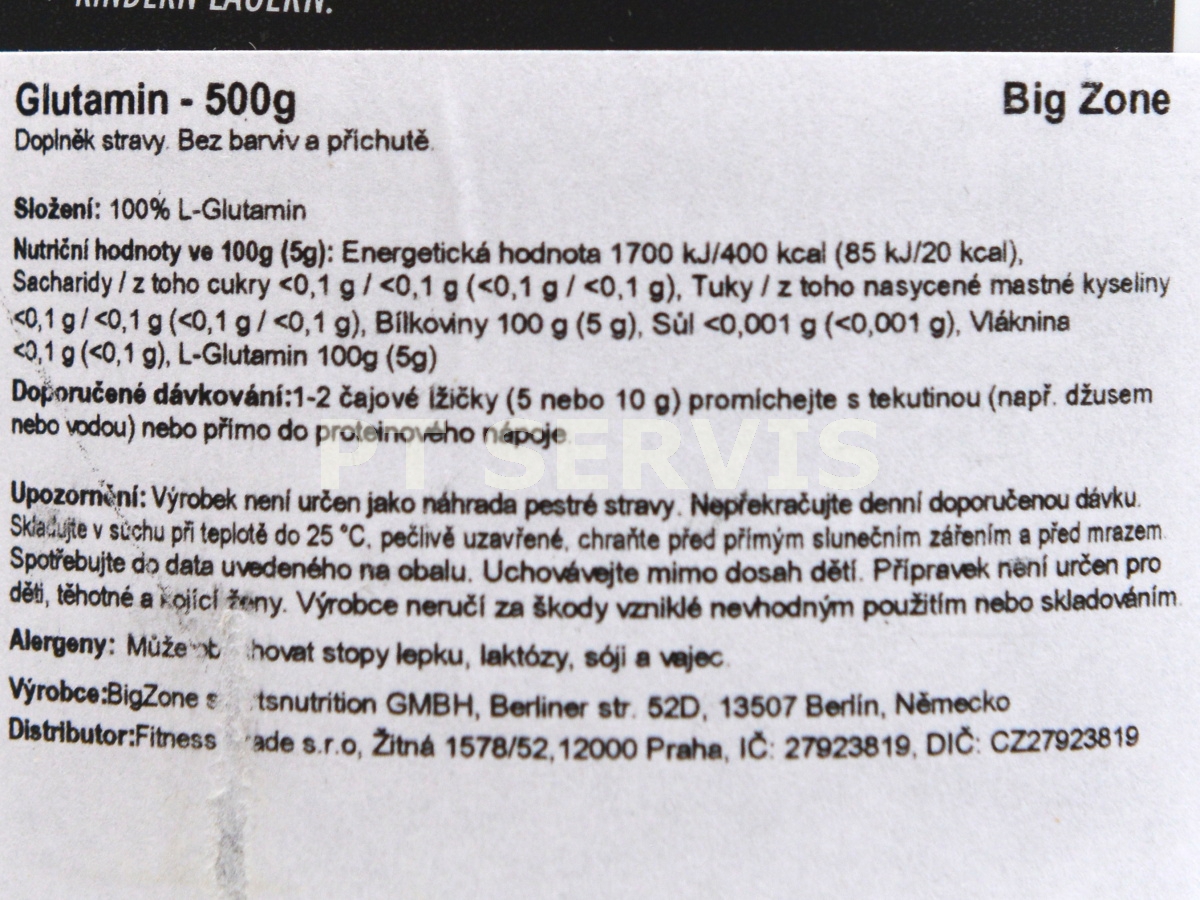 KINDERN LAGERN.
Glutamin - 500g
Big Zone
Doplněk stravy. Bez barviv a příchutě.
Složení: 100% L-Glutamin
Nutriční hodnoty ve 100g (5g): Energetická hodnota 1700 kJ/400 kcal (85 kJ/20 kcal),
Sacharidy / z toho cukry <0,1 g / <0,1 g (<0,1 g / <0,1 g), Tuky / z toho nasycené mastné kyseliny
<0,1 g / <0,1 g (<0,1 g / <0,1 g), Bílkoviny 100 g (5 g), Sůl <0,001 g (<0,001 g), Vláknina
<0,1 g (<0,1 g), L-Glutamin 100g (5g)
Doporučené dávkování:1-2 čajové lžičky (5 nebo 10 g) promíchejte s tekutinou (např. džusem
nebo vodou) nebo přímo do proteinového nápoje.
PT SERVIS
Upozornění: Výrobek není určen jako náhrada pestré stravy. Nepřekračujte denní doporučenou dávku.
Skladujte v suchu při teplotě do 25 °C, pečlivě uzavřené, chraňte před přímým slunečním zářením a před mrazem.
Spotřebujte do data uvedeného na obalu. Uchovávejte mimo dosah dětí. Přípravek není určen pro
děti, těhotné a kojící ženy. Výrobce neručí za škody vzniklé nevhodným použitím nebo skladováním.
Alergeny: Může hovat stopy lepku, laktózy, sóji a vajec.
Výrobce:BigZone s tsnutrition GMBH, Berliner str. 52D, 13507 Berlín, Německo
Distributor:Fitness ade s.r.o, Žitná 1578/52,12000 Praha, IČ: 27923819, DIČ: CZ27923819